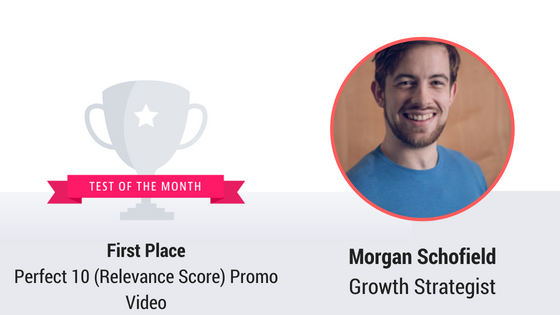 TEST OF THE MONTH
First Place
Perfect 10 (Relevance Score) Promo
Video
Morgan Schofield
Growth Strategist